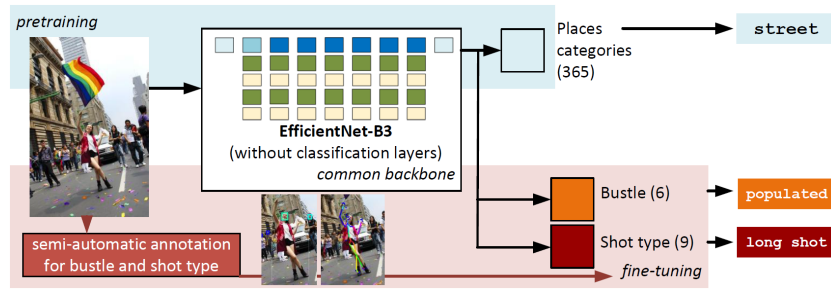 pretraining
Places
categories
(365)
street
EfficientNet-B3
(without classification layers)
common backbone
Bustle (6)
populated
semi-automatic annotation
for bustle and shot type
Shot type (9)
long shot
fine-tuning